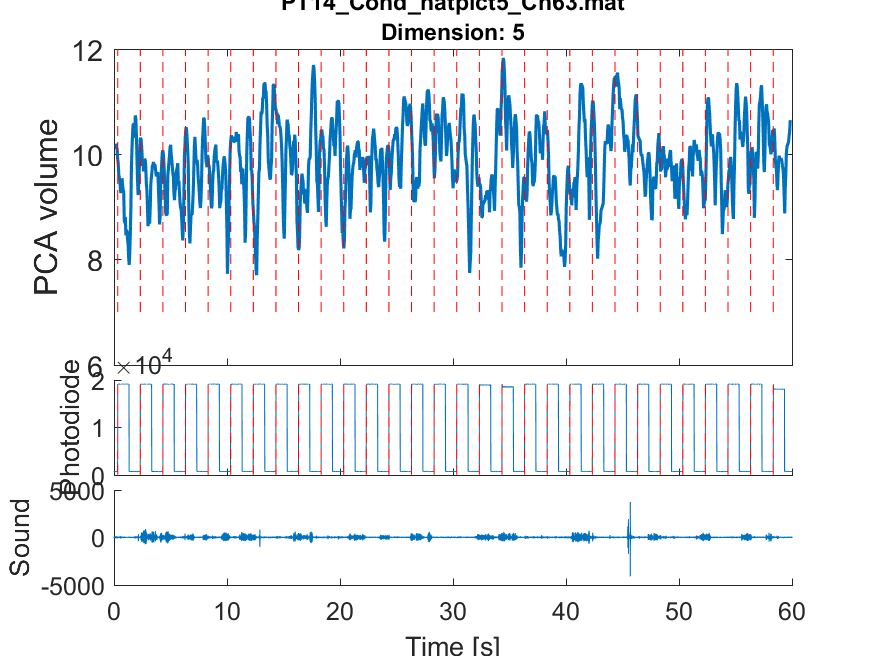 PT14_Cond_natpict5_Ch63.mat
Dimension: 5
12
10
8
6
PCA volume
×10^4
2
1
0
Photodiode
5000
0
-5000
Sound
0 10 20 30 40 50 60
Time [s]